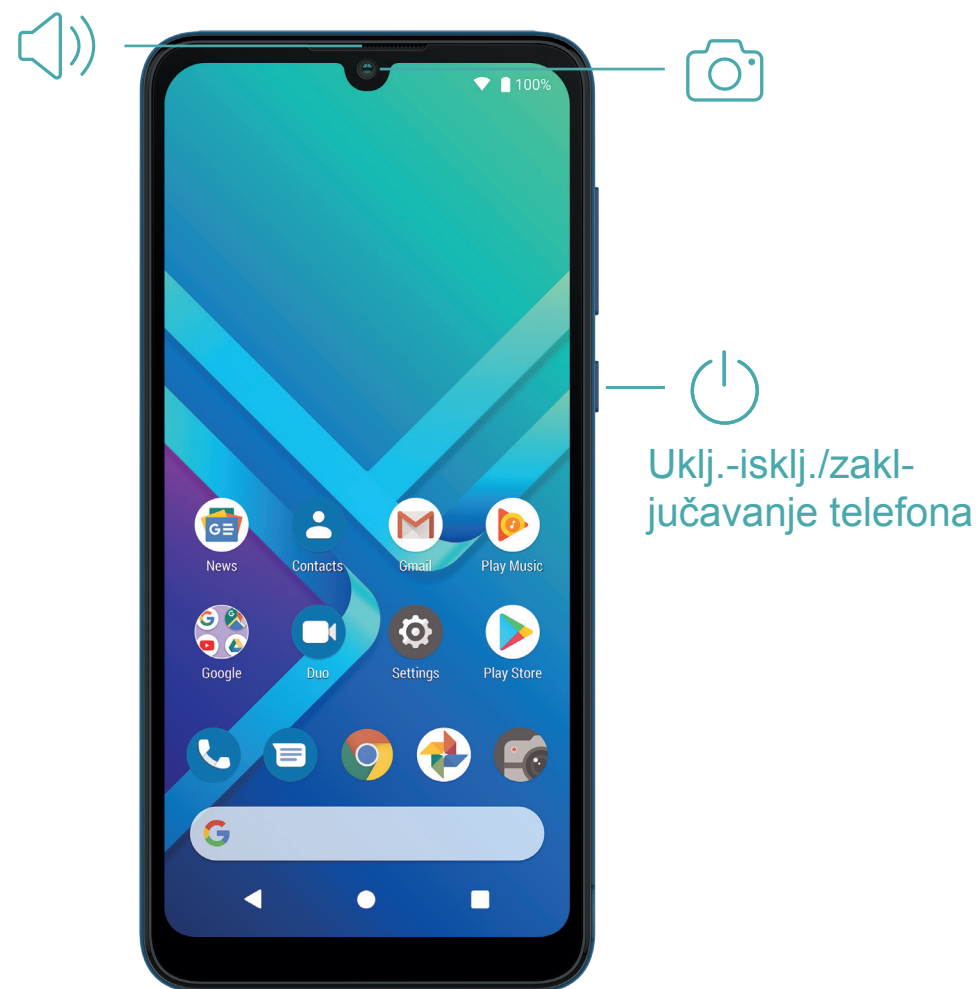 100%
Uklj.-isklj./zakl-
jučavanje telefona
G
News
Contacts
Gmail
Play Music
Google
Duo
Settings
Play Store
G